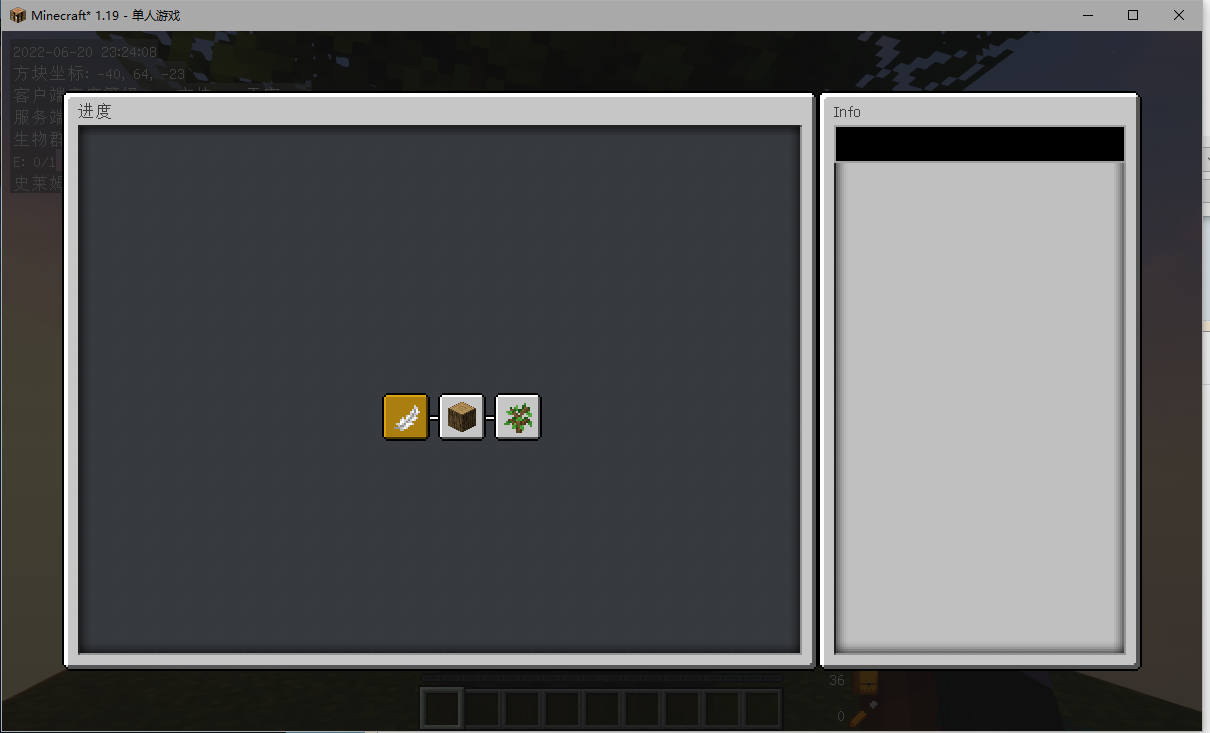 Minecraft* 1.19 - 单人游戏
2022-06-20 23:24:08
方块坐标: -40, 64, -23
客户端
服务端
生物群
E: 0/1
史莱姆
进度
Info
36
0